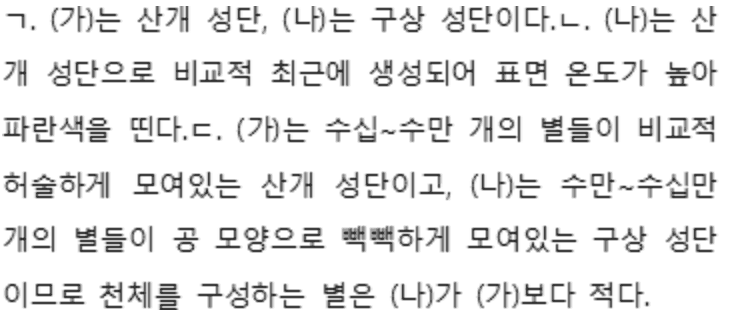 ㄱ. (가)는 산개 성단, (나)는 구상 성단이다.ㄴ. (나)는 산
개 성단으로 비교적 최근에 생성되어 표면 온도가 높아
파란색을 띤다.ㄷ. (가)는 수십~수만 개의 별들이 비교적
허술하게 모여있는 산개 성단이고, (나)는 수만~수십만
개의 별들이 공 모양으로 빽빽하게 모여있는 구상 성단
이므로 천체를 구성하는 별은 (나)가 (가)보다 적다.